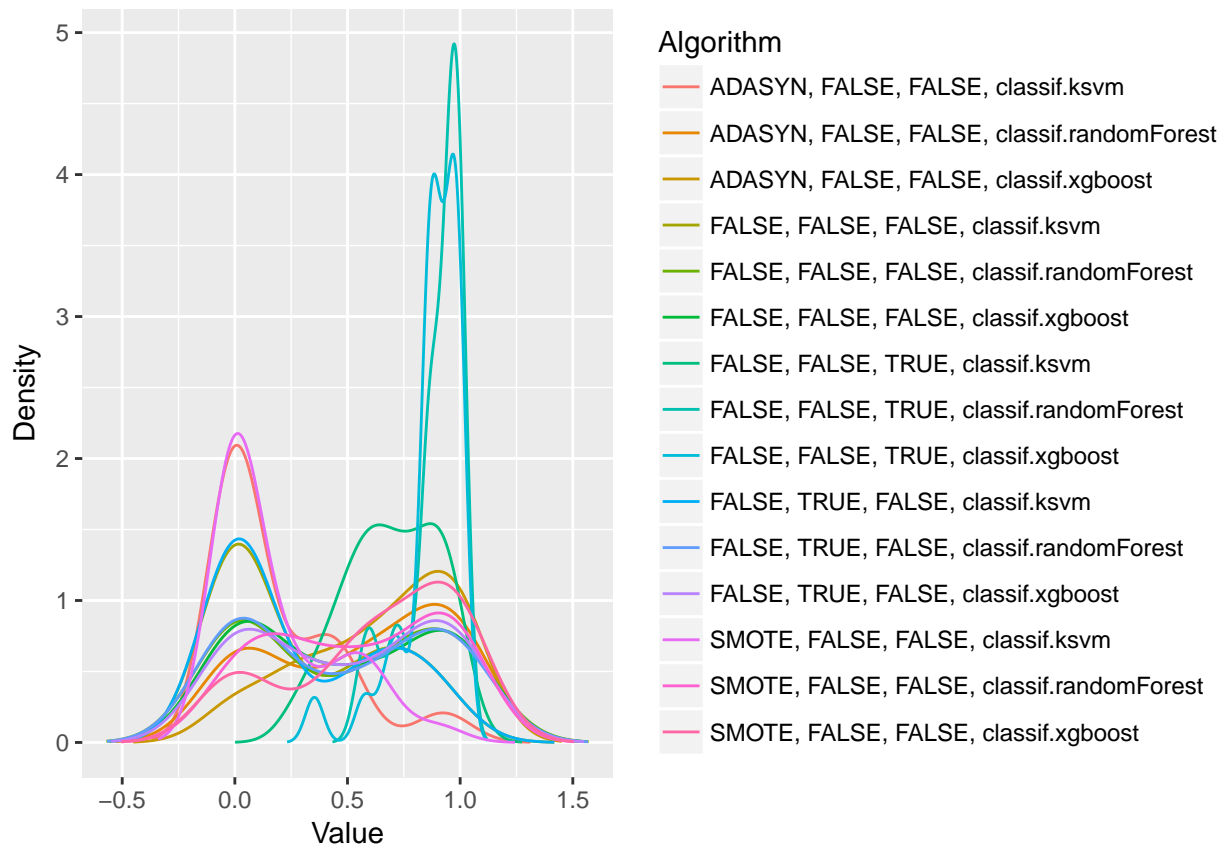 5
4
3
2
1
0
Density
−0.5 0.0 0.5 1.0 1.5
Value
Algorithm
ADASYN, FALSE, FALSE, classif.ksvm
ADASYN, FALSE, FALSE, classif.randomForest
ADASYN, FALSE, FALSE, classif.xgboost
FALSE, FALSE, FALSE, classif.ksvm
FALSE, FALSE, FALSE, classif.randomForest
FALSE, FALSE, FALSE, classif.xgboost
FALSE, FALSE, TRUE, classif.ksvm
FALSE, FALSE, TRUE, classif.randomForest
FALSE, FALSE, TRUE, classif.xgboost
FALSE, TRUE, FALSE, classif.ksvm
FALSE, TRUE, FALSE, classif.randomForest
FALSE, TRUE, FALSE, classif.xgboost
SMOTE, FALSE, FALSE, classif.ksvm
SMOTE, FALSE, FALSE, classif.randomForest
SMOTE, FALSE, FALSE, classif.xgboost